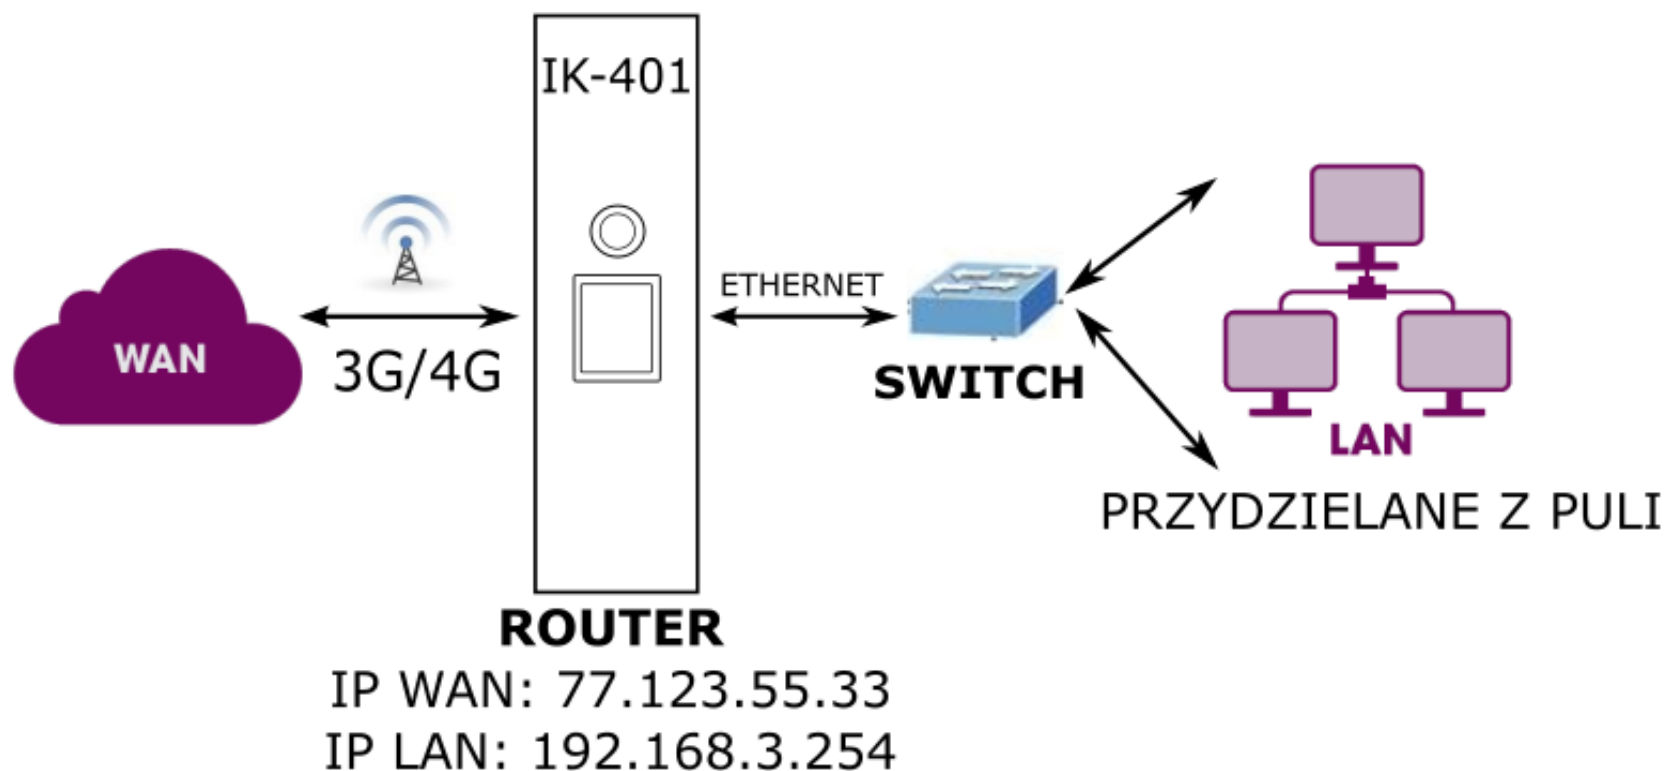 IK-401
WAN
3G/4G
ETHERNET
SWITCH
LAN
PRZYDZIELANE Z PULI
ROUTER
IP WAN: 77.123.55.33
IP LAN: 192.168.3.254